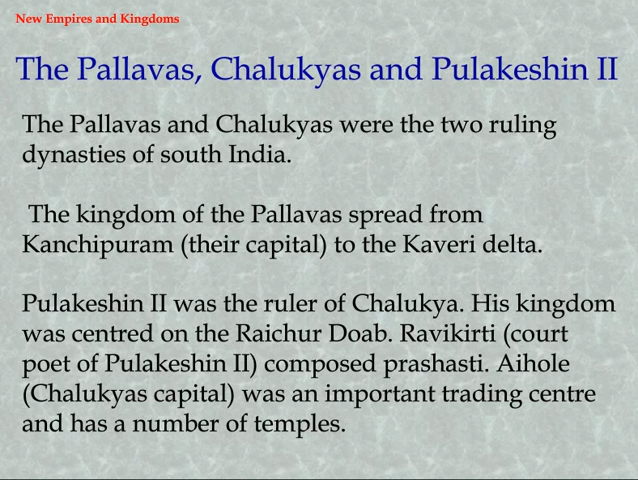 New Empires and Kingdoms
The Pallavas, Chalukyas and Pulakeshin II
The Pallavas and Chalukyas were the two ruling
dynasties of south India.
The kingdom of the Pallavas spread from
Kanchipuram (their capital) to the Kaveri delta.
Pulakeshin II was the ruler of Chalukya. His kingdom
was centred on the Raichur Doab. Ravikirti (court
poet of Pulakeshin II) composed prashasti. Aihole
(Chalukyas capital) was an important trading centre
and has a number of temples.